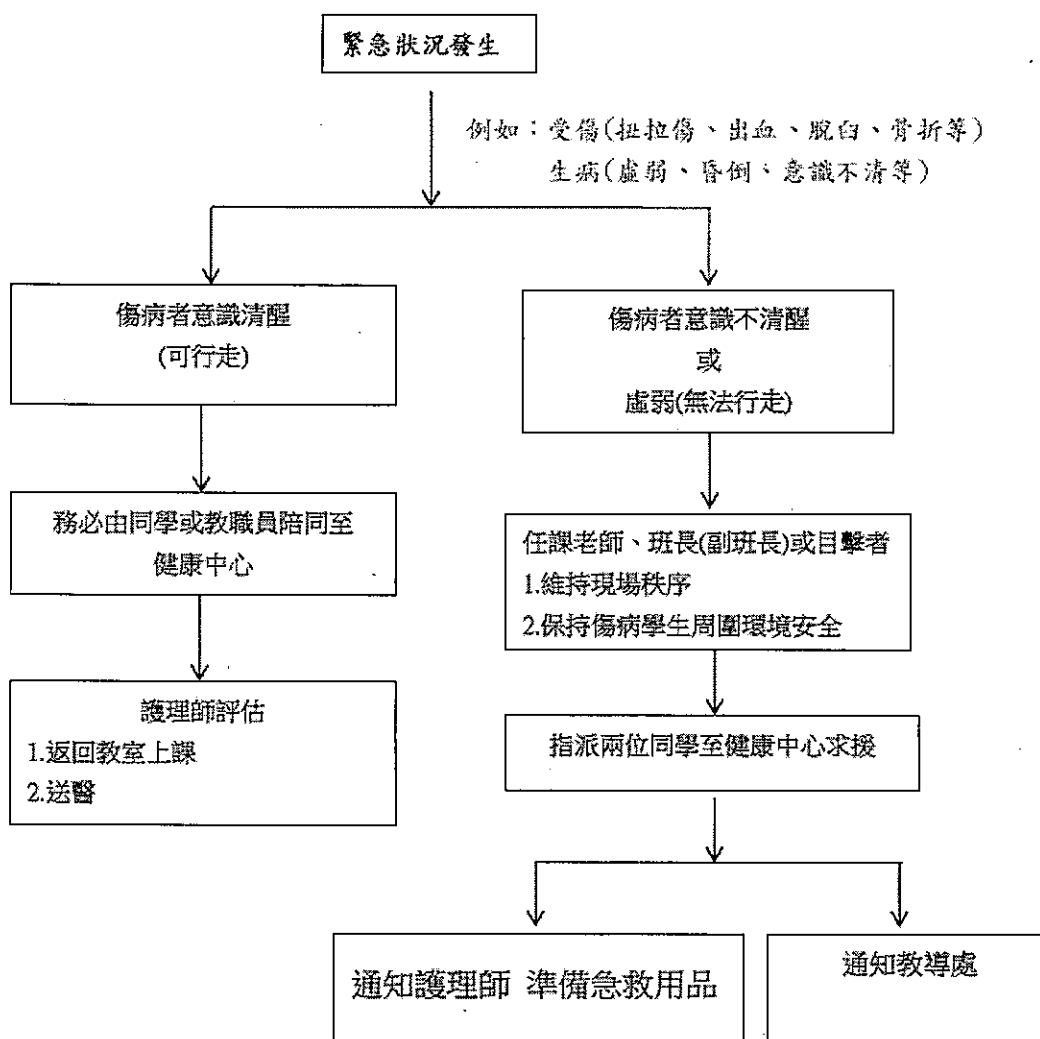 緊急狀況發生
例如：受傷(扭拉傷、出血、脫臼、骨折等)
生病(虛弱、昏倒、意識不清等)
傷病者意識清醒
(可行走)
務必由同學或教職員陪同至
健康中心
護理師評估
1.返回教室上課
2.送醫
傷病者意識不清醒
或
虛弱(無法行走)
任課老師、班長(副班長)或目擊者
1.維持現場秩序
2.保持傷病學生周圍環境安全
指派兩位同學至健康中心求援
通知護理師 準備急救用品
通知教導處